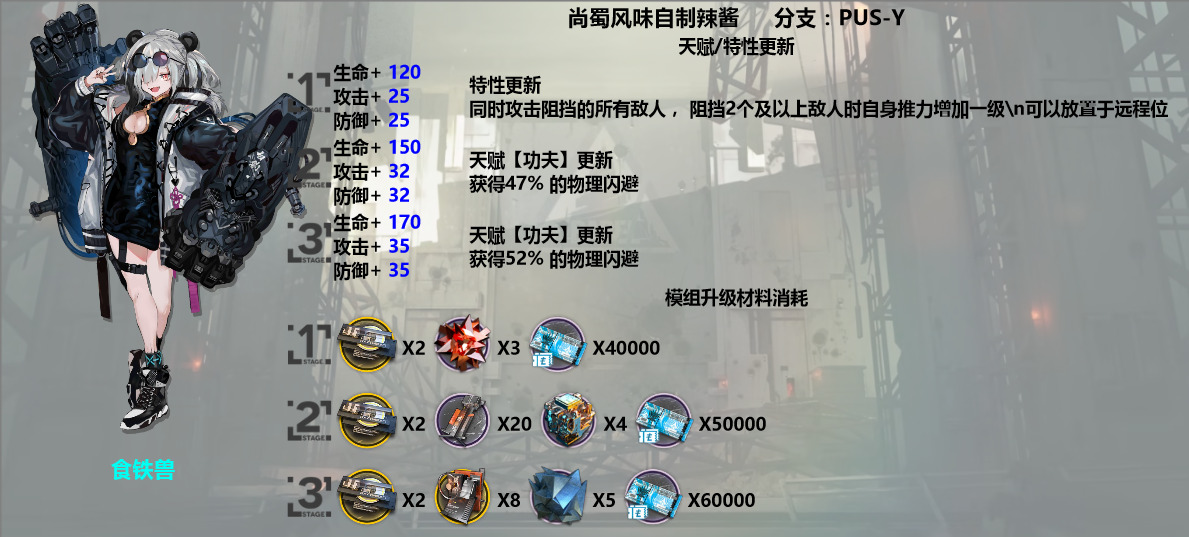 尚蜀风味自制辣酱 分支：PUS-Y
天赋/特性更新
1 STAGE
生命+ 120
攻击+ 25
防御+ 25
特性更新
同时攻击阻挡的所有敌人，阻挡2个及以上敌人时自身推力增加一级\n可以放置于远程位
2 STAGE
生命+ 150
攻击+ 32
防御+ 32
天赋【功夫】更新
获得47% 的物理闪避
3 STAGE
生命+ 170
攻击+ 35
防御+ 35
天赋【功夫】更新
获得52% 的物理闪避
模组升级材料消耗
1 STAGE X2 X3 X40000
2 STAGE X2 X20 X4 X50000
3 STAGE X2 X8 X5 X60000
食铁兽